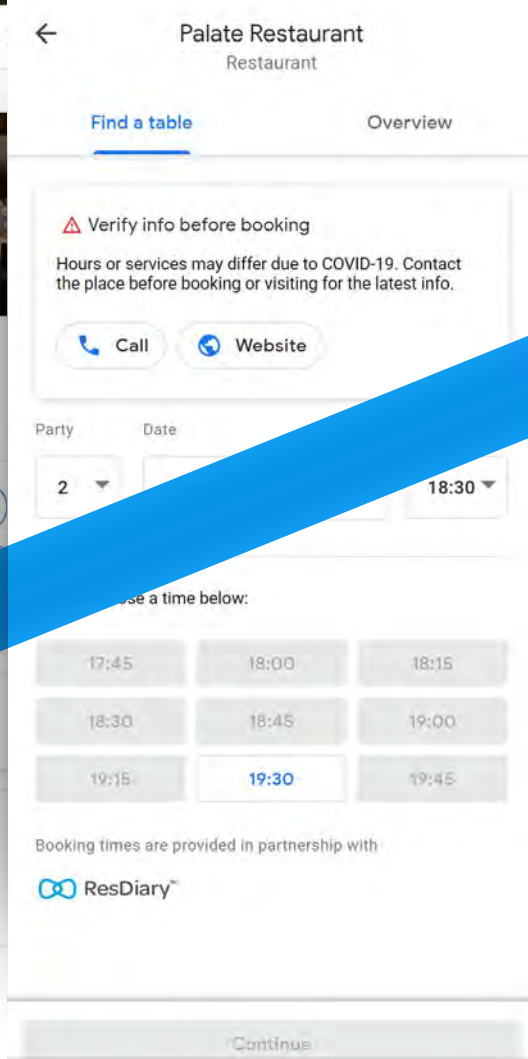 Palate Restaurant
Restaurant
Find a table
Overview
Verify info before booking
Hours or services may differ due to COVID-19. Contact
the place before booking or visiting for the latest info.
Call
Website
Party
Date
2
18:30
a time below:
17:45
18:00
18:15
18:30
18:45
19:00
19:15
19:30
19:45
Booking times are provided in partnership with
ResDiary™
Continue